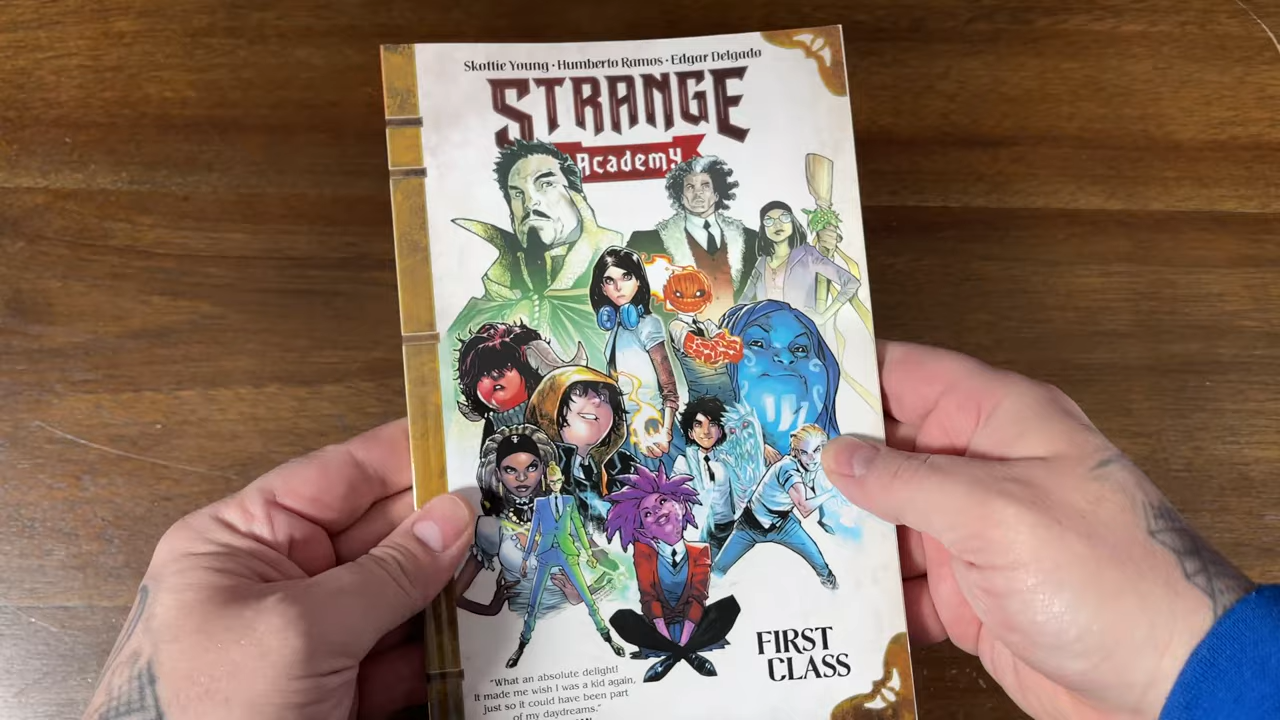 Skottie Young • Humberto Ramos • Edgar Delgado
STRANGE
Academy
FIRST
CLASS
"What an absolute delight!
It made me wish I was a kid again,
just so it could have been part
of my daydreams."